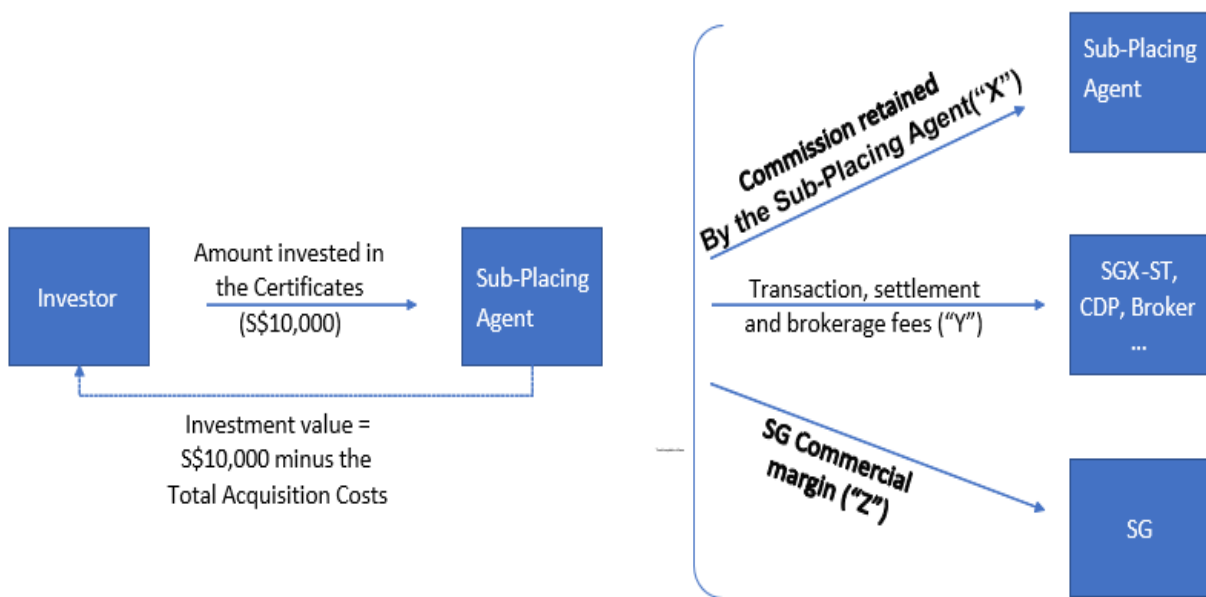 Investor
Amount invested in
the Certificates
(S$10,000)
Sub-Placing
Agent
Investment value =
S$10,000 minus the
Total Acquisition Costs
Commission retained
By the Sub-Placing Agent(“X”)
Sub-Placing
Agent
Transaction, settlement
and brokerage fees (“Y”)
SGX-ST,
CDP, Broker
...
SG Commercial
margin (“Z”)
SG